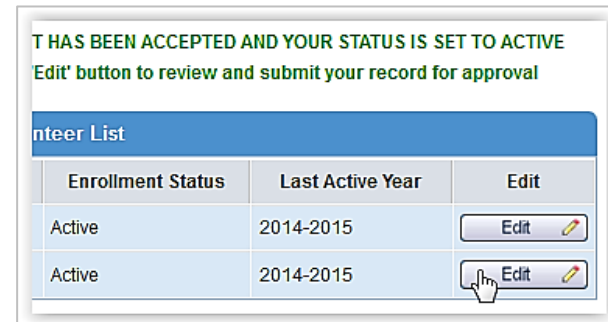 T HAS BEEN ACCEPTED AND YOUR STATUS IS SET TO ACTIVE
'Edit' button to review and submit your record for approval
nteer List
Enrollment Status Last Active Year Edit
Active 2014-2015 Edit
Active 2014-2015 Edit